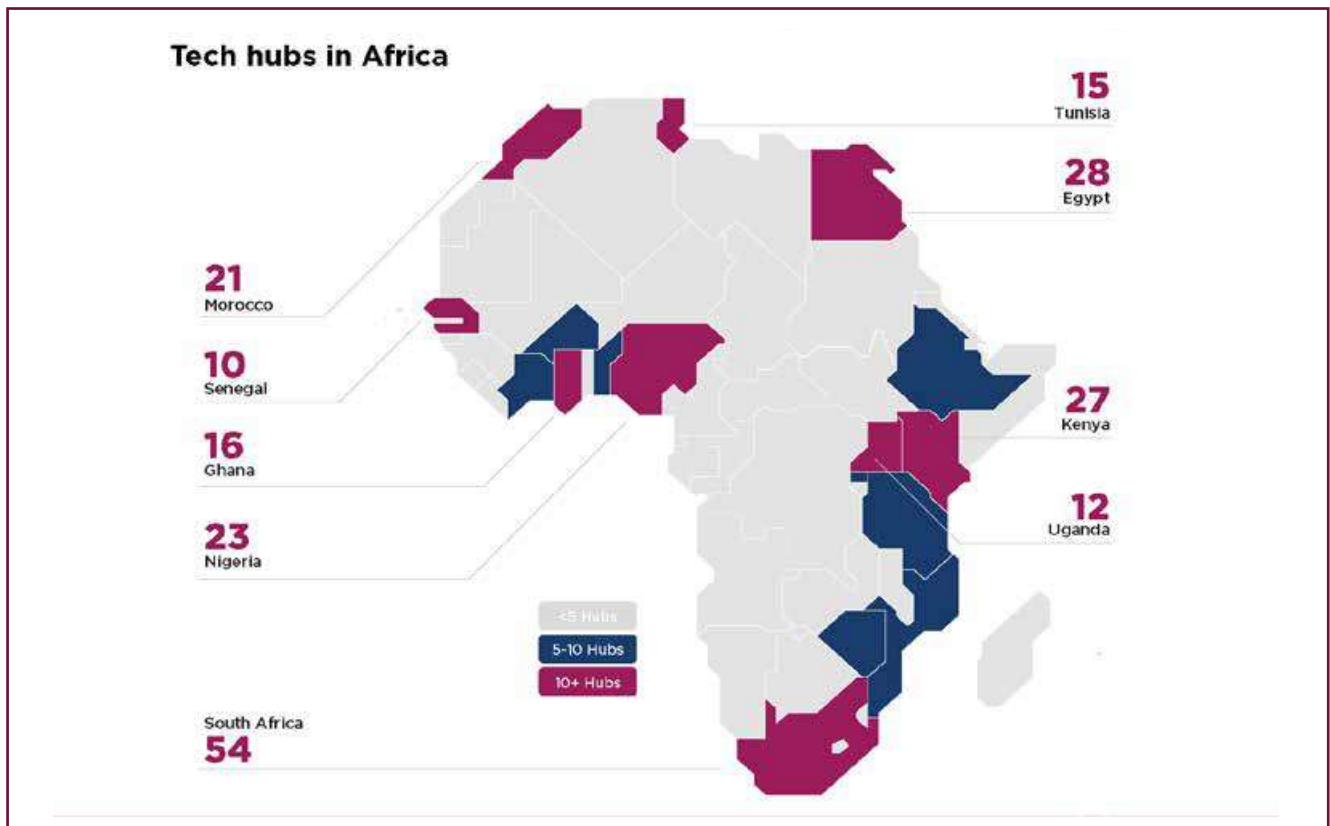 Tech hubs in Africa
15
Tunisia
28
Egypt
21
Morocco
10
Senegal
27
Kenya
16
Ghana
12
Uganda
23
Nigeria
<5 Hubs
5-10 Hubs
10+ Hubs
South Africa
54